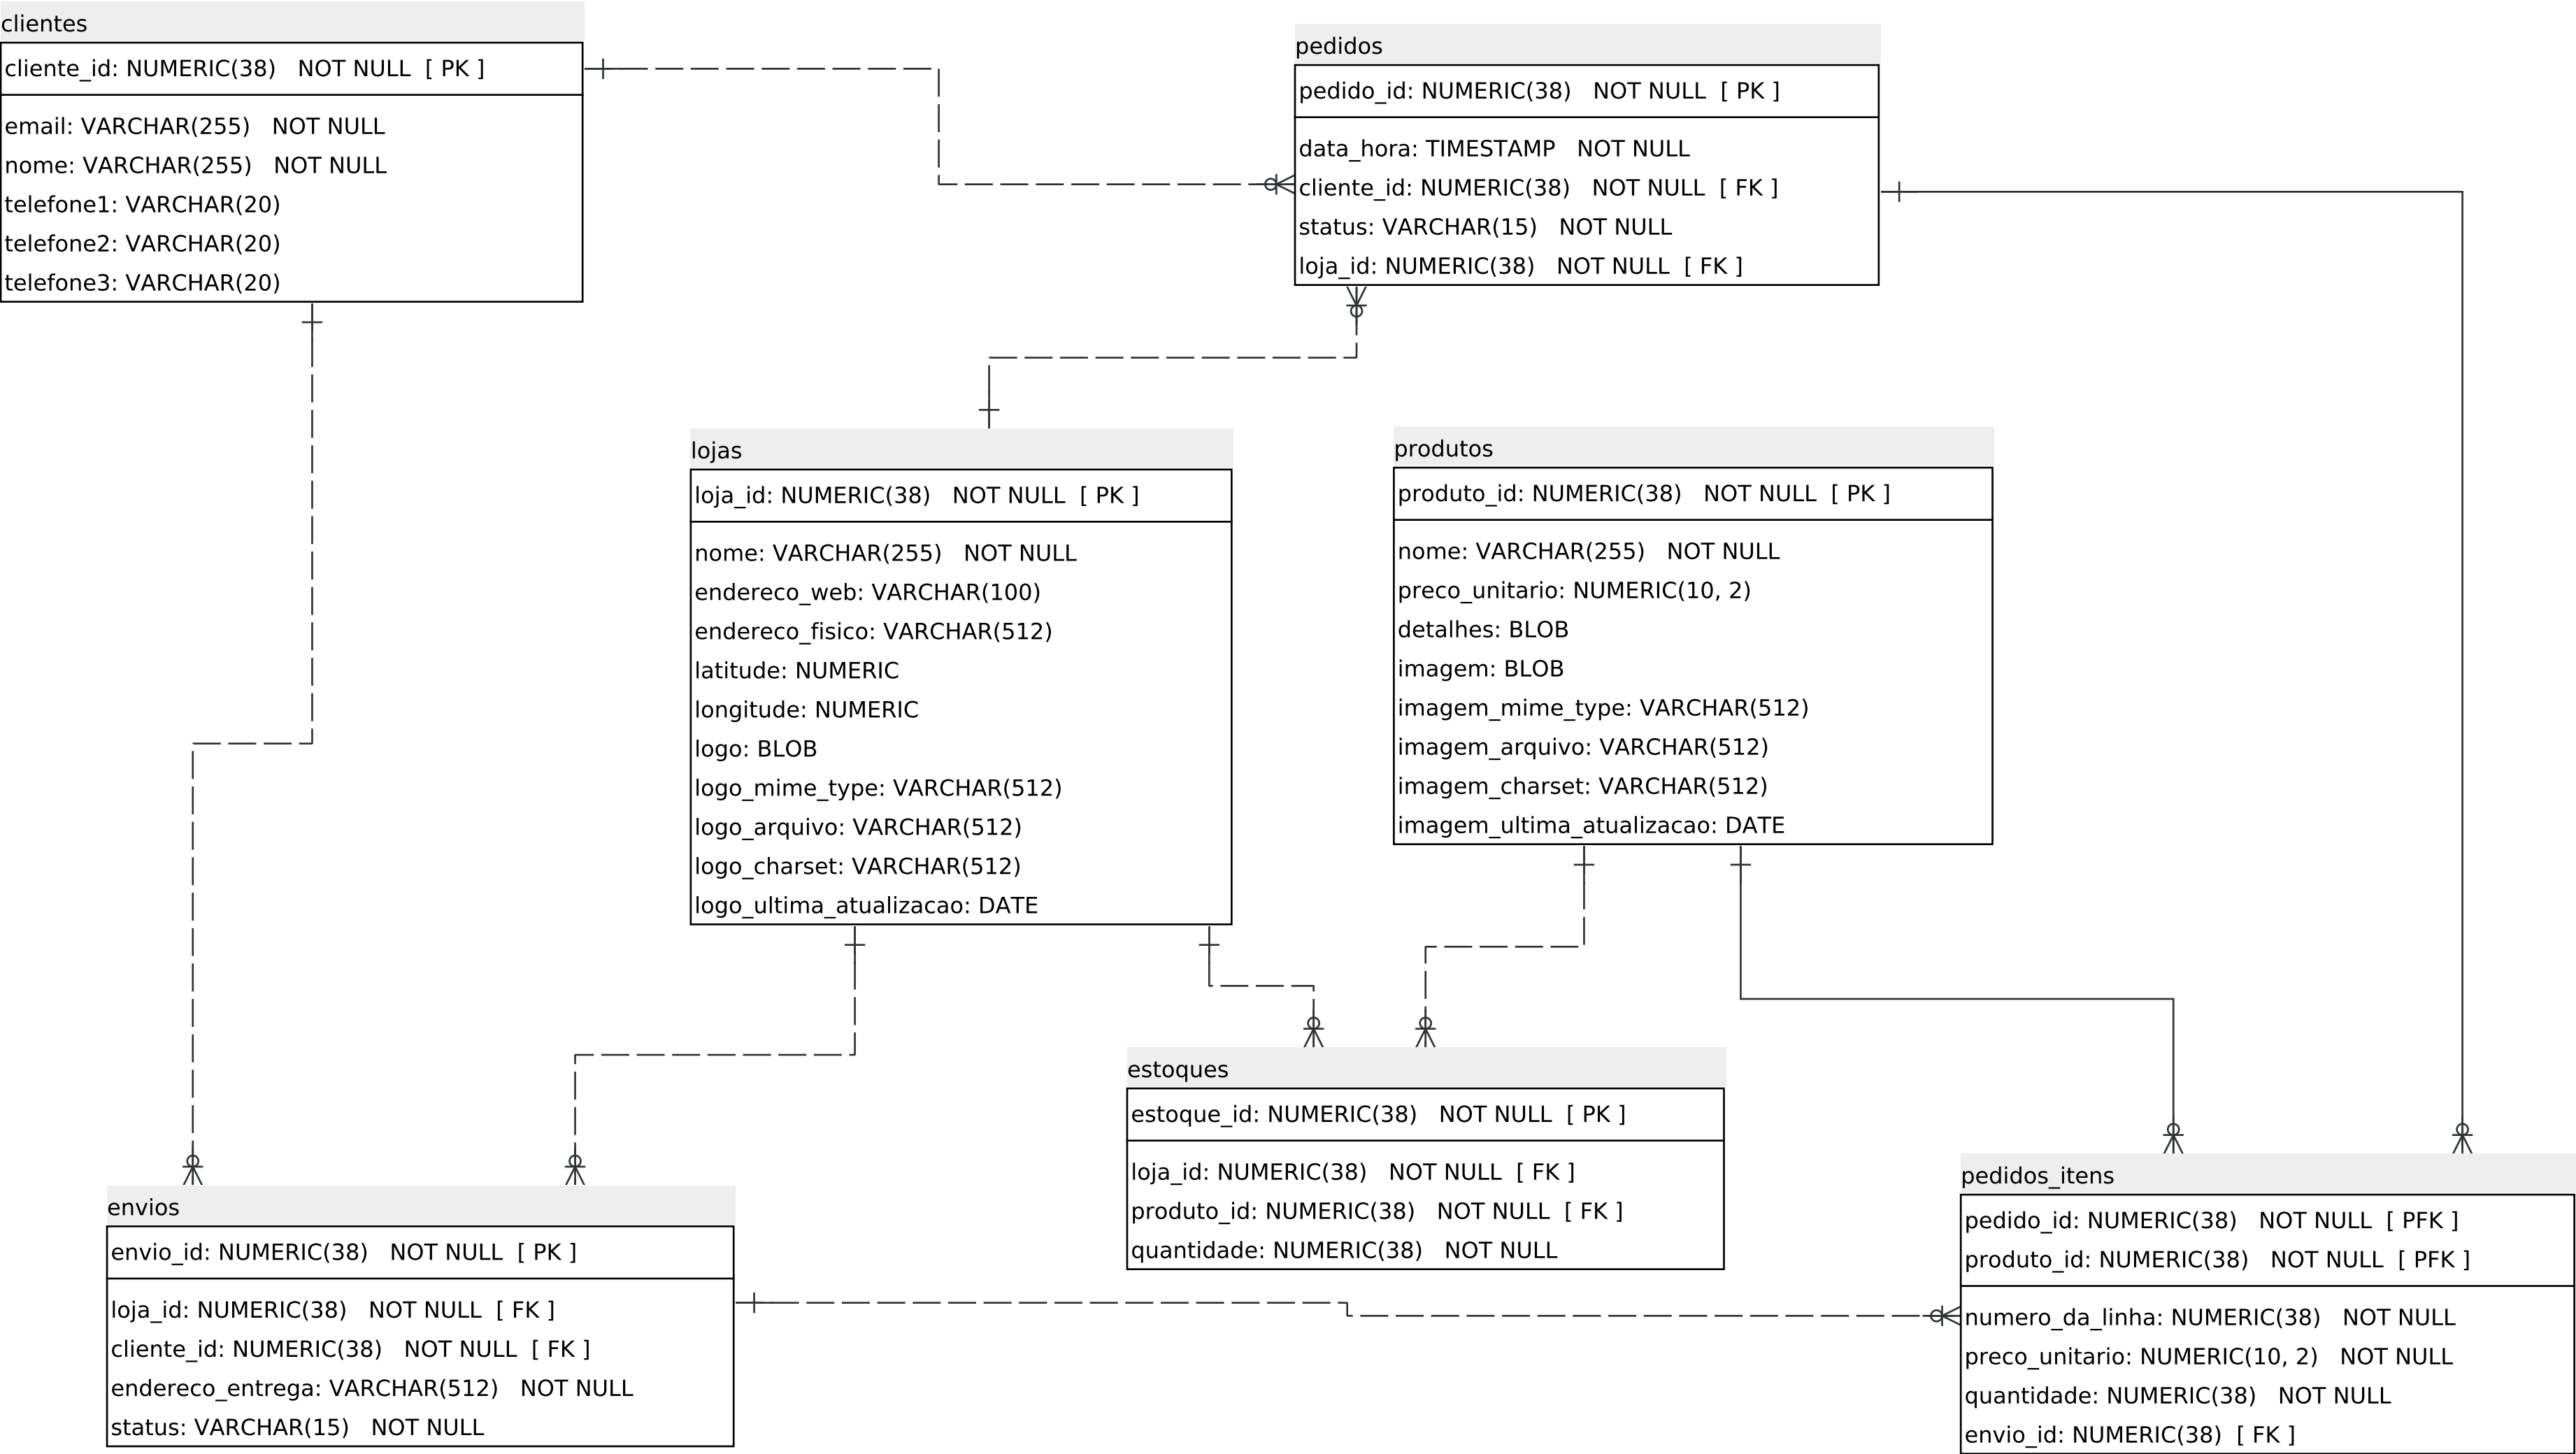 clientes
cliente_id: NUMERIC(38) NOT NULL [ PK ]
email: VARCHAR(255) NOT NULL
nome: VARCHAR(255) NOT NULL
telefone1: VARCHAR(20)
telefone2: VARCHAR(20)
telefone3: VARCHAR(20)
pedidos
pedido_id: NUMERIC(38) NOT NULL [ PK ]
data_hora: TIMESTAMP NOT NULL
cliente_id: NUMERIC(38) NOT NULL [ FK ]
status: VARCHAR(15) NOT NULL
loja_id: NUMERIC(38) NOT NULL [ FK ]
lojas
loja_id: NUMERIC(38) NOT NULL [ PK ]
nome: VARCHAR(255) NOT NULL
endereco_web: VARCHAR(100)
endereco_fisico: VARCHAR(512)
latitude: NUMERIC
longitude: NUMERIC
logo: BLOB
logo_mime_type: VARCHAR(512)
logo_arquivo: VARCHAR(512)
logo_charset: VARCHAR(512)
logo_ultima_atualizacao: DATE
produtos
produto_id: NUMERIC(38) NOT NULL [ PK ]
nome: VARCHAR(255) NOT NULL
preco_unitario: NUMERIC(10, 2)
detalhes: BLOB
imagem: BLOB
imagem_mime_type: VARCHAR(512)
imagem_arquivo: VARCHAR(512)
imagem_charset: VARCHAR(512)
imagem_ultima_atualizacao: DATE
estoques
estoque_id: NUMERIC(38) NOT NULL [ PK ]
loja_id: NUMERIC(38) NOT NULL [ FK ]
produto_id: NUMERIC(38) NOT NULL [ FK ]
quantidade: NUMERIC(38) NOT NULL
envios
envio_id: NUMERIC(38) NOT NULL [ PK ]
loja_id: NUMERIC(38) NOT NULL [ FK ]
cliente_id: NUMERIC(38) NOT NULL [ FK ]
endereco_entrega: VARCHAR(512) NOT NULL
status: VARCHAR(15) NOT NULL
pedidos_itens
pedido_id: NUMERIC(38) NOT NULL [ PFK ]
produto_id: NUMERIC(38) NOT NULL [ PFK ]
numero_da_linha: NUMERIC(38) NOT NULL
preco_unitario: NUMERIC(10, 2) NOT NULL
quantidade: NUMERIC(38) NOT NULL
envio_id: NUMERIC(38) [ FK ]